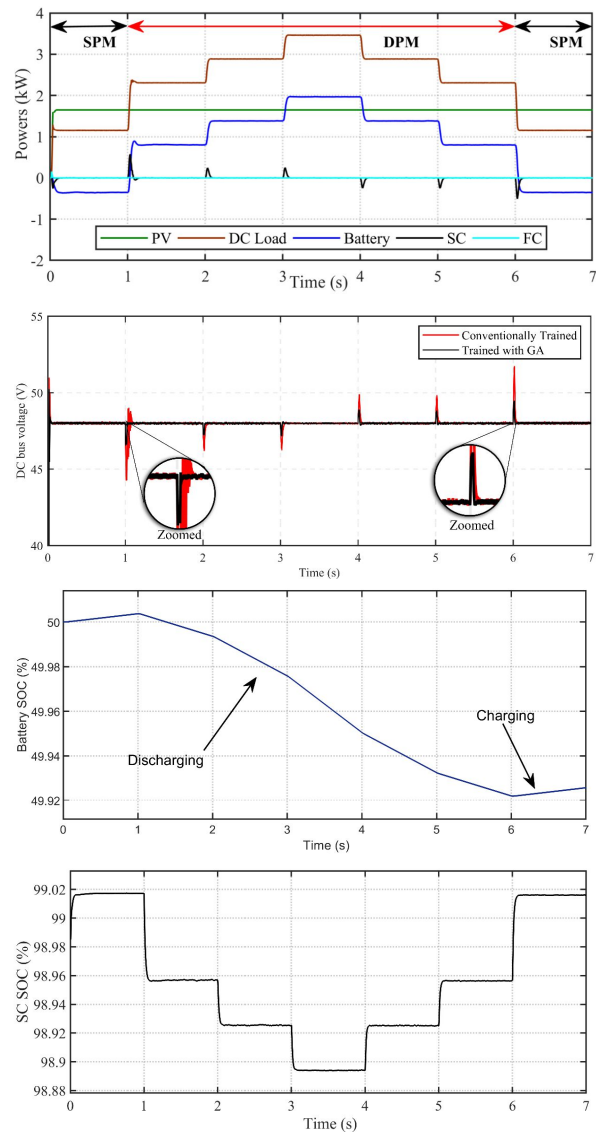 4
3
2
1
0
-1
-2
Powers (kW)
SPM
DPM
SPM
PV
DC Load
Battery
SC
FC
0 1 2 3 4 5 6 7
Time (s)
55
50
45
40
DC bus voltage (V)
Conventionally Trained
Trained with GA
Zoomed
Zoomed
0 1 2 3 4 5 6 7
Time (s)
50
49.98
49.96
49.94
49.92
Battery SOC (%)
Discharging
Charging
0 1 2 3 4 5 6 7
Time (s)
99.02
99
98.98
98.96
98.94
98.92
98.9
98.88
SC SOC (%)
0 1 2 3 4 5 6 7
Time (s)